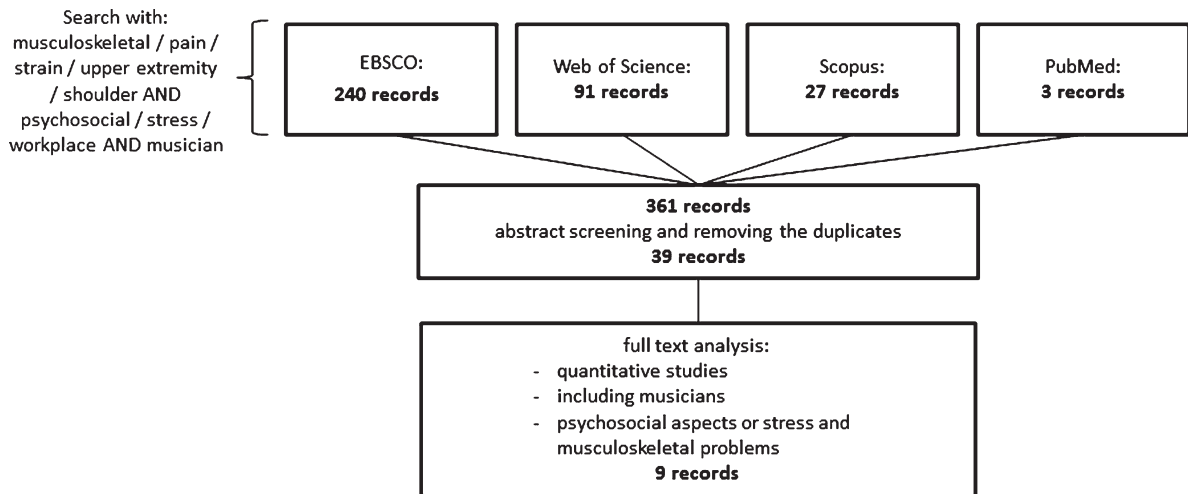 Search with:
musculoskeletal / pain /
strain / upper extremity
/ shoulder AND
psychosocial / stress /
workplace AND musician
EBSCO:
240 records
Web of Science:
91 records
Scopus:
27 records
PubMed:
3 records
361 records
abstract screening and removing the duplicates
39 records
full text analysis:
- quantitative studies
- including musicians
- psychosocial aspects or stress and
musculoskeletal problems
9 records